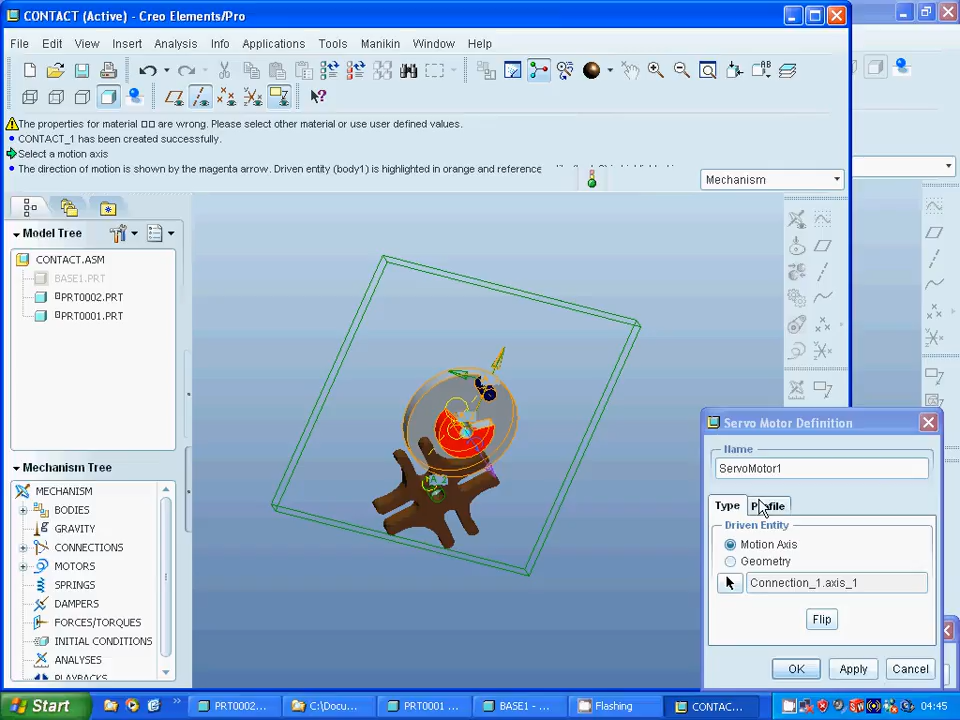 CONTACT (Active) - Creo Elements/Pro
File Edit View Insert Analysis Info Applications Tools Manikin Window Help
The properties for material □□ are wrong. Please select other material or use user defined values.
CONTACT_1 has been created successfully.
Select a motion axis
The direction of motion is shown by the magenta arrow. Driven entity (body1) is highlighted in orange and reference
Mechanism
Model Tree
CONTACT.ASM
BASE1.PRT
PRT0002.PRT
PRT0001.PRT
Mechanism Tree
MECHANISM
BODIES
GRAVITY
CONNECTIONS
MOTORS
SPRINGS
DAMPERS
FORCES/TORQUES
INITIAL CONDITIONS
ANALYSES
PLAYBACKS
Servo Motor Definition
Name
ServoMotor1
Type Profile
Driven Entity
Motion Axis
Geometry
Connection_1.axis_1
Flip
OK Apply Cancel
Start PRT0002... C:\Docu... PRT0001 ... BASE1 - ... Flashing CONTAC... 04:45